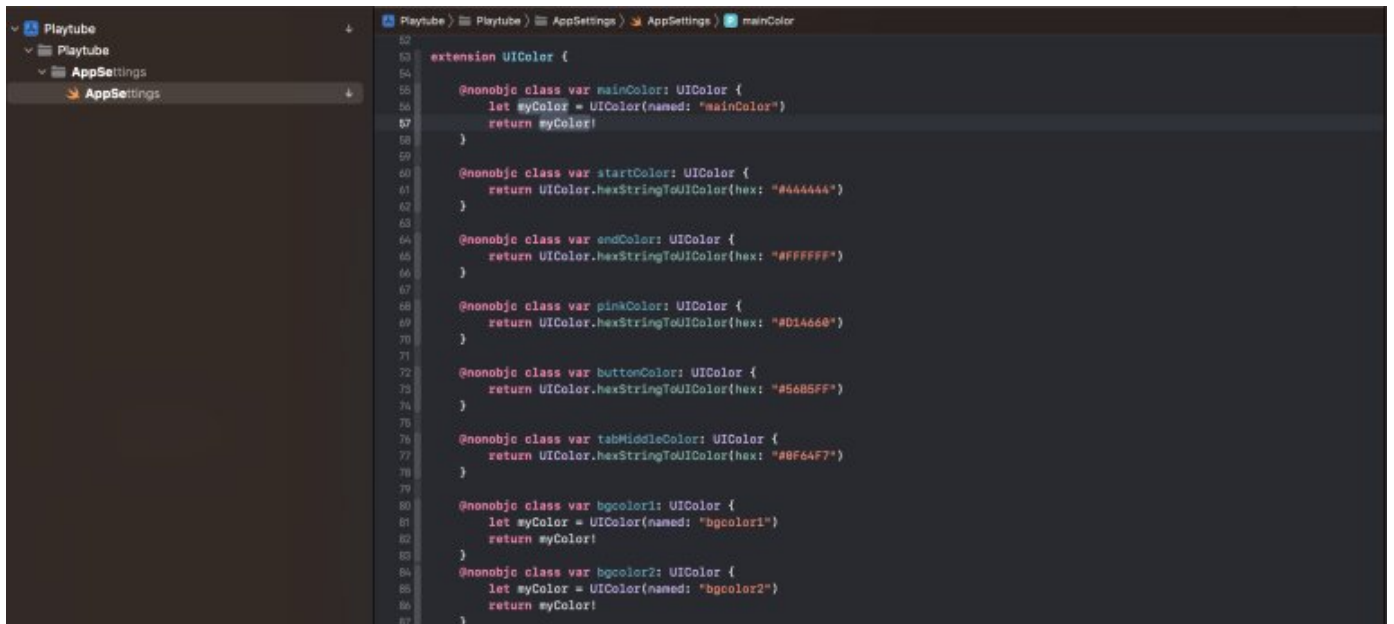 Playtube
Playtube
AppSettings
AppSettings
Playtube 〉 Playtube 〉 AppSettings 〉 AppSettings 〉 mainColor
52
53 extension UIColor {
54
55 @nonobjc class var mainColor: UIColor {
56 let myColor = UIColor(named: "mainColor")
57 return myColor!
58 }
59
60 @nonobjc class var startColor: UIColor {
61 return UIColor.hexStringToUIColor(hex: "#444444")
62 }
63
64 @nonobjc class var endColor: UIColor {
65 return UIColor.hexStringToUIColor(hex: "#FFFFFF")
66 }
67
68 @nonobjc class var pinkColor: UIColor {
69 return UIColor.hexStringToUIColor(hex: "#D14660")
70 }
71
72 @nonobjc class var buttonColor: UIColor {
73 return UIColor.hexStringToUIColor(hex: "#5685FF")
74 }
75
76 @nonobjc class var tabMiddleColor: UIColor {
77 return UIColor.hexStringToUIColor(hex: "#0F64F7")
78 }
79
80 @nonobjc class var bgcolor1: UIColor {
81 let myColor = UIColor(named: "bgcolor1")
82 return myColor!
83 }
84 @nonobjc class var bgcolor2: UIColor {
85 let myColor = UIColor(named: "bgcolor2")
86 return myColor!
87 }